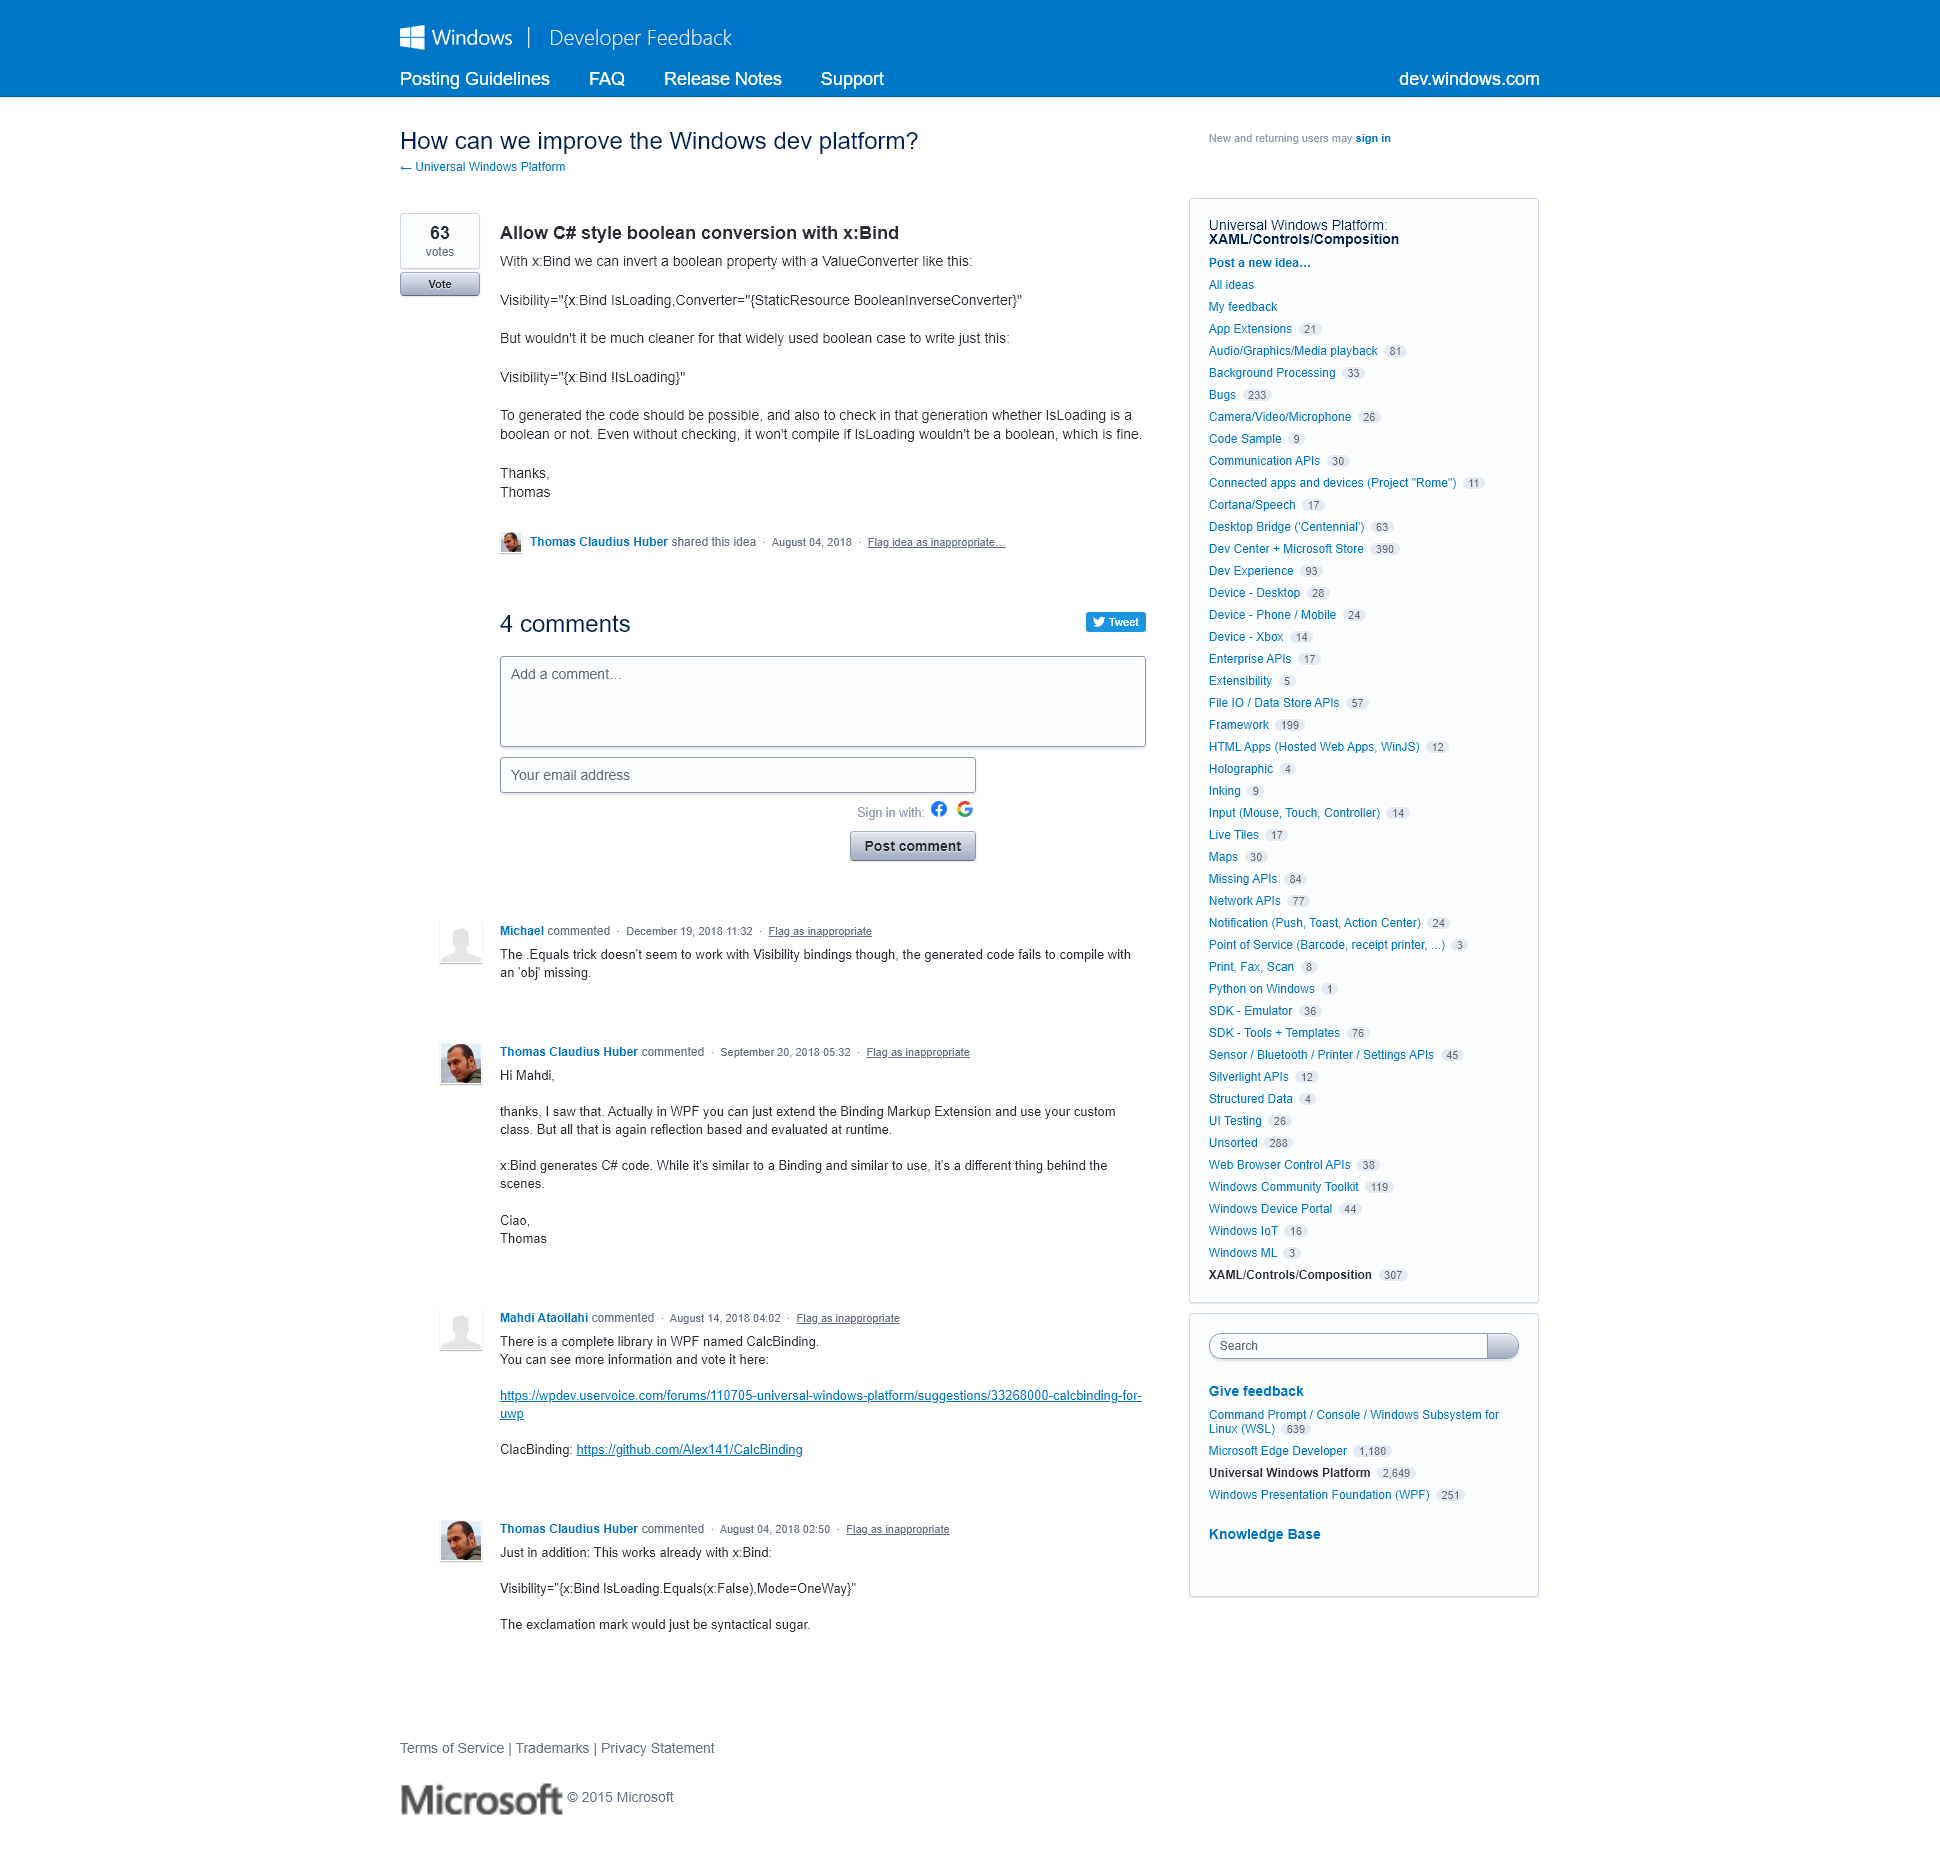 Windows | Developer Feedback
Posting Guidelines FAQ Release Notes Support dev.windows.com
How can we improve the Windows dev platform?
← Universal Windows Platform
New and returning users may sign in
63
votes
Vote
Allow C# style boolean conversion with x:Bind
With x:Bind we can invert a boolean property with a ValueConverter like this:
Visibility="{x:Bind IsLoading,Converter="{StaticResource BooleanInverseConverter}"
But wouldn't it be much cleaner for that widely used boolean case to write just this:
Visibility="{x:Bind !IsLoading}"
To generated the code should be possible, and also to check in that generation whether IsLoading is a
boolean or not. Even without checking, it won't compile if IsLoading wouldn't be a boolean, which is fine.
Thanks,
Thomas
Thomas Claudius Huber shared this idea · August 04, 2018 · Flag idea as inappropriate…
4 comments
Tweet
Add a comment…
Your email address
Sign in with:
Post comment
Michael commented · December 19, 2018 11:32 · Flag as inappropriate
The .Equals trick doesn't seem to work with Visibility bindings though, the generated code fails to compile with
an 'obj' missing.
Thomas Claudius Huber commented · September 20, 2018 05:32 · Flag as inappropriate
Hi Mahdi,
thanks, I saw that. Actually in WPF you can just extend the Binding Markup Extension and use your custom
class. But all that is again reflection based and evaluated at runtime.
x:Bind generates C# code. While it's similar to a Binding and similar to use, it's a different thing behind the
scenes.
Ciao,
Thomas
Mahdi Ataollahi commented · August 14, 2018 04:02 · Flag as inappropriate
There is a complete library in WPF named CalcBinding.
You can see more information and vote it here:
https://wpdev.uservoice.com/forums/110705-universal-windows-platform/suggestions/33268000-calcbinding-for-
uwp
ClacBinding: https://github.com/Alex141/CalcBinding
Thomas Claudius Huber commented · August 04, 2018 02:50 · Flag as inappropriate
Just in addition: This works already with x:Bind:
Visibility="{x:Bind IsLoading.Equals(x:False),Mode=OneWay}"
The exclamation mark would just be syntactical sugar.
Universal Windows Platform:
XAML/Controls/Composition
Post a new idea…
All ideas
My feedback
App Extensions 21
Audio/Graphics/Media playback 81
Background Processing 33
Bugs 233
Camera/Video/Microphone 26
Code Sample 9
Communication APIs 30
Connected apps and devices (Project "Rome") 11
Cortana/Speech 17
Desktop Bridge ('Centennial') 63
Dev Center + Microsoft Store 390
Dev Experience 93
Device - Desktop 28
Device - Phone / Mobile 24
Device - Xbox 14
Enterprise APIs 17
Extensibility 5
File IO / Data Store APIs 57
Framework 199
HTML Apps (Hosted Web Apps, WinJS) 12
Holographic 4
Inking 9
Input (Mouse, Touch, Controller) 14
Live Tiles 17
Maps 30
Missing APIs 84
Network APIs 77
Notification (Push, Toast, Action Center) 24
Point of Service (Barcode, receipt printer, ...) 3
Print, Fax, Scan 8
Python on Windows 1
SDK - Emulator 36
SDK - Tools + Templates 76
Sensor / Bluetooth / Printer / Settings APIs 45
Silverlight APIs 12
Structured Data 4
UI Testing 26
Unsorted 288
Web Browser Control APIs 38
Windows Community Toolkit 119
Windows Device Portal 44
Windows IoT 16
Windows ML 3
XAML/Controls/Composition 307
Search
Give feedback
Command Prompt / Console / Windows Subsystem for
Linux (WSL) 639
Microsoft Edge Developer 1,180
Universal Windows Platform 2,649
Windows Presentation Foundation (WPF) 251
Knowledge Base
Terms of Service | Trademarks | Privacy Statement
Microsoft © 2015 Microsoft